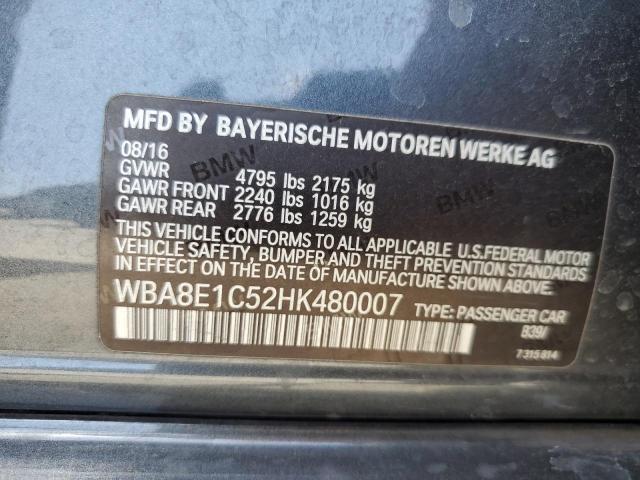 MFD BY BAYERISCHE MOTOREN WERKE AG
08/16
GVWR 4795 lbs 2175 kg
GAWR FRONT 2240 lbs 1016 kg
GAWR REAR 2776 lbs 1259 kg
THIS VEHICLE CONFORMS TO ALL APPLICABLE U.S.FEDERAL MOTOR
VEHICLE SAFETY, BUMPER AND THEFT PREVENTION STANDARDS
IN EFFECT ON THE DATE OF MANUFACTURE SHOWN ABOVE.
WBA8E1C52HK480007 TYPE: PASSENGER CAR
B39/
7315814
BMW
BMW